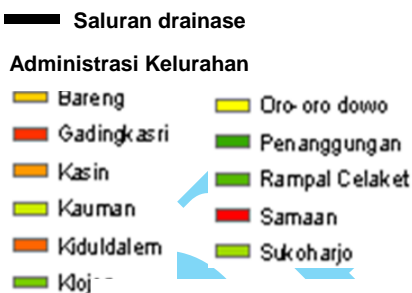 Saluran drainase
Administrasi Kelurahan
Bareng
Gadingkasri
Kasin
Kauman
Kiduldalem
Oro-oro dowo
Penanggungan
Rampal Celaket
Samaan
Sukoharjo